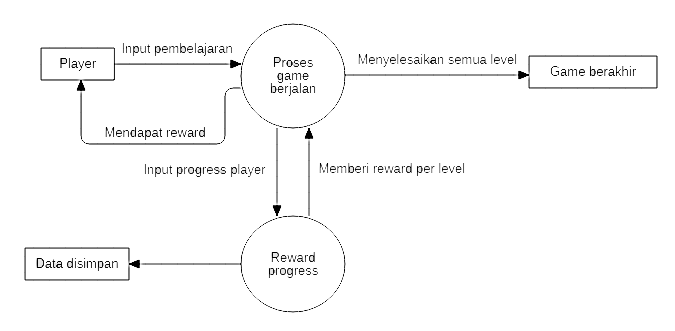 Input pembelajaran
Player
Proses
game
berjalan
Menyelesaikan semua level
Game berakhir
Mendapat reward
Input progress player
Memberi reward per level
Data disimpan
Reward
progress